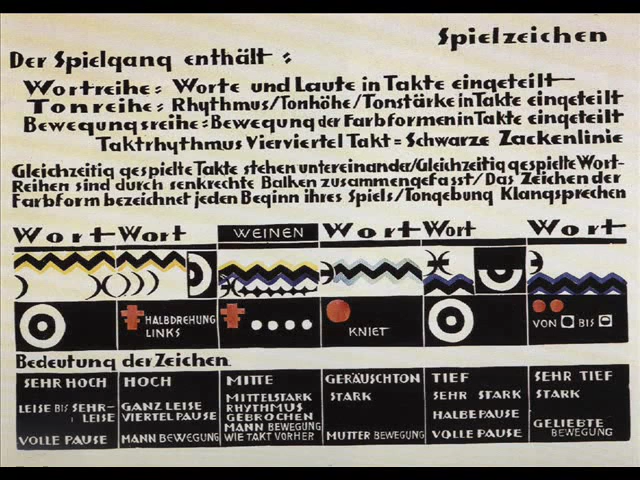 Spielzeichen
Der Spielgang enthält :
Wortreihe: Worte und Laute in Takte eingeteilt
Tonreihe: Rhythmus/Tonhöhe/Tonstärke in Takte eingeteilt
Bewegungsreihe: Bewegung der Farbformen in Takte eingeteilt
Taktrhythmus Vierviertel Takt = Schwarze Zackenlinie
Gleichzeitig gespielte Takte stehen untereinander/Gleichzeitig gespielte Wort-
Reihen sind durch senkrechte Balken zusammengefasst/Das Zeichen der
Farbform bezeichnet jeden Beginn ihres Spiels/Tongebung Klangsprechen
Wort Wort WEINEN Wort Wort Wort
HALBDREHUNG
LINKS
KNIET
VON BIS
Bedeutung der Zeichen
SEHR HOCH
LEISE BIS SEHR-
LEISE
VOLLE PAUSE
HOCH
GANZ LEISE
VIERTEL PAUSE
MANN BEWEGUNG
MITTE
MITTELSTARK
RHYTHMUS
GEBROCHEN
MANN BEWEGUNG
WIE TAKT VORHER
GERÄUSCHTON
STARK
MUTTER BEWEGUNG
TIEF
SEHR STARK
HALBE PAUSE
VOLLE PAUSE
SEHR TIEF
STARK
GELIEBTE
BEWEGUNG